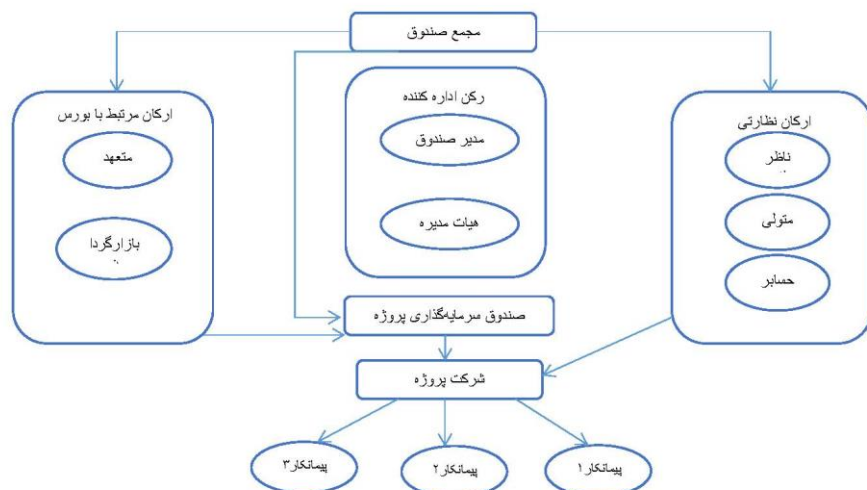 مجمع صندوق
ارکان نظارتی
ناظر
متولی
حسابر
رکن اداره کننده
مدیر صندوق
هیات مدیره
ارکان مرتبط با بورس
متعهد
بازارگردا
صندوق سرمایه‌گذاری پروژه
شرکت پروژه
پیمانکار۱
پیمانکار۲
پیمانکار۳